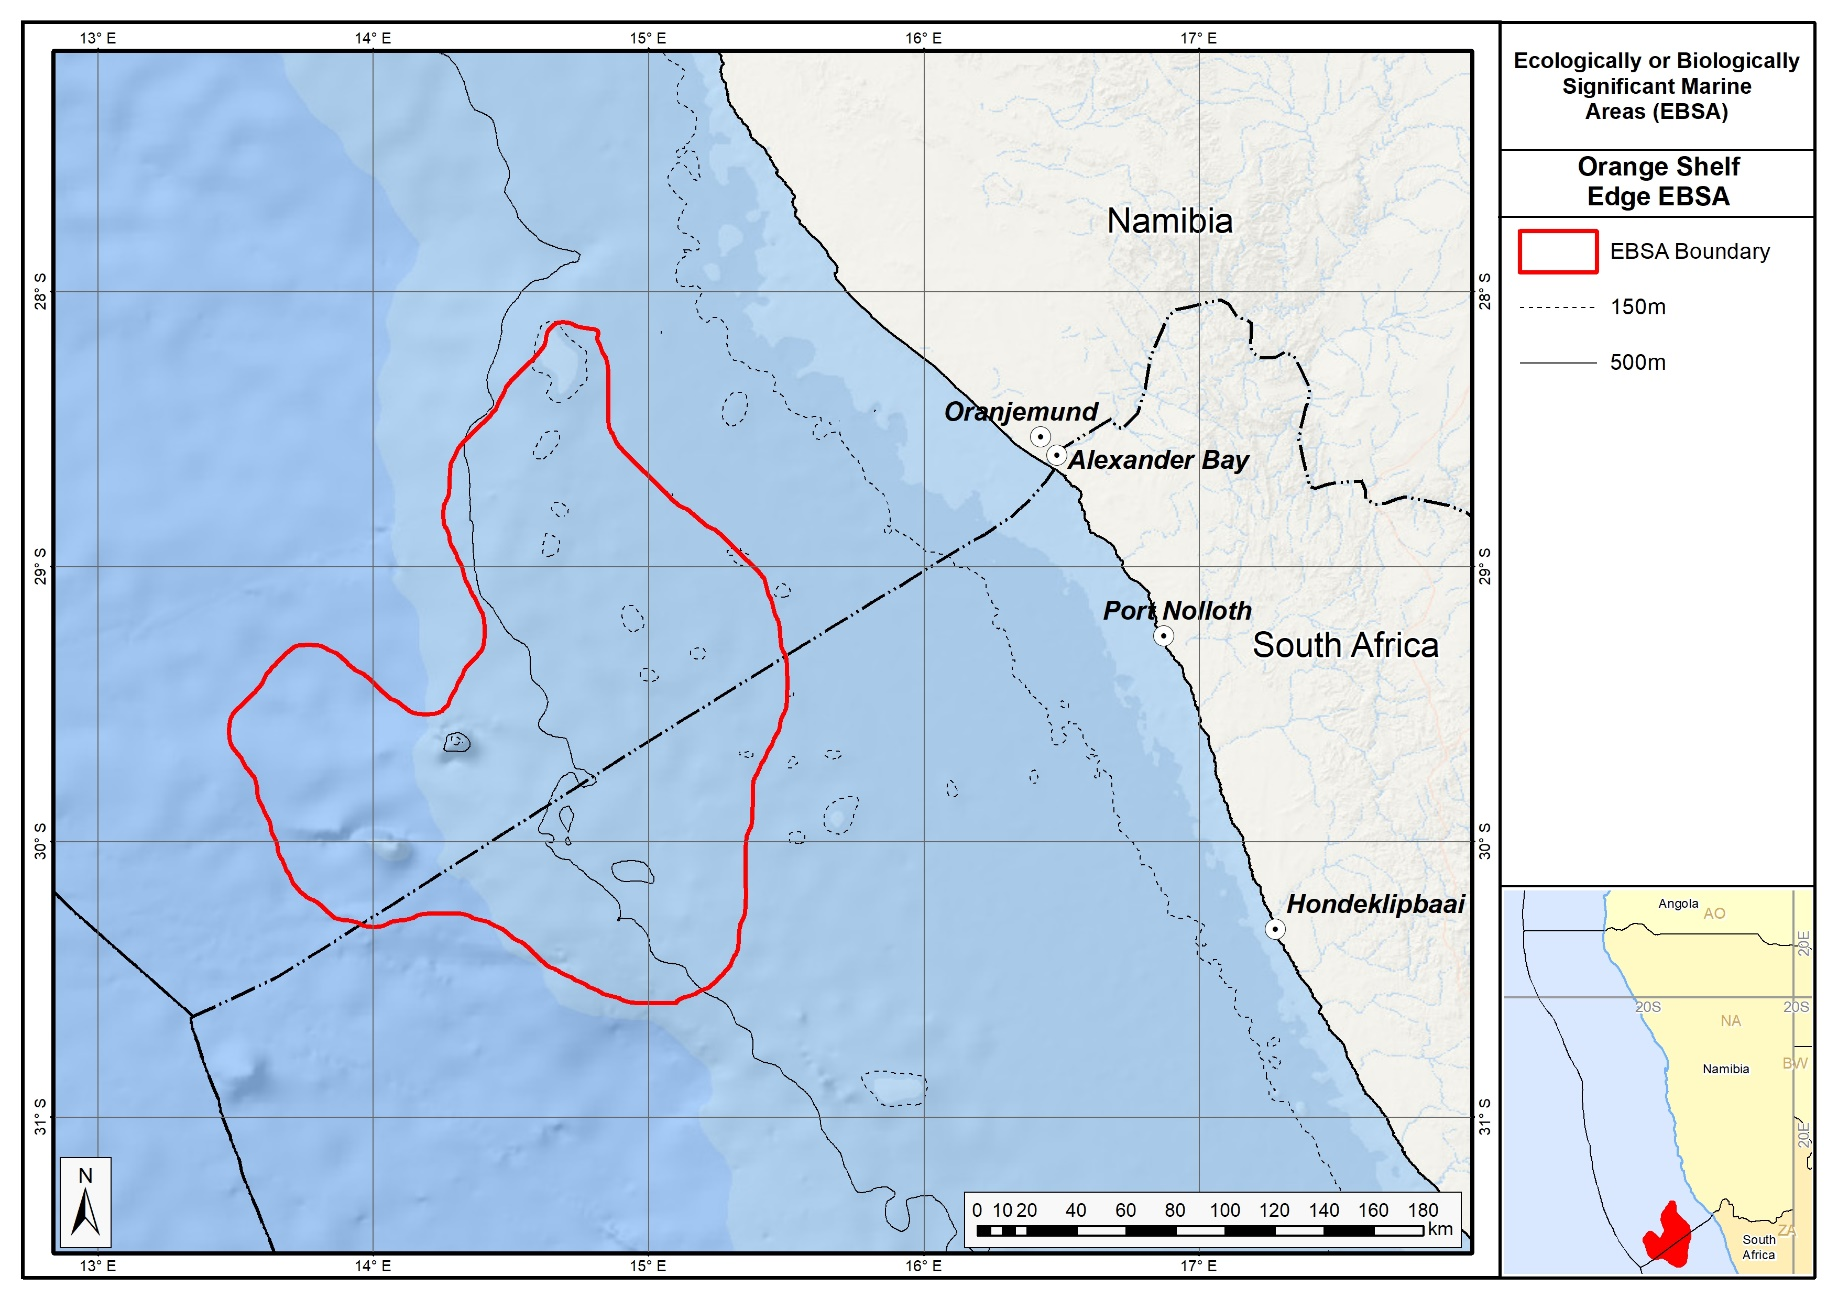 13° E 14° E 15° E 16° E 17° E
Ecologically or Biologically
Significant Marine
Areas (EBSA)
Orange Shelf
Edge EBSA
EBSA Boundary
150m
500m
Namibia
28° S 28° S
Oranjemund
Alexander Bay
29° S 29° S
Port Nolloth
South Africa
30° S 30° S
Hondeklipbaai
31° S 31° S
N
0 10 20 40 60 80 100 120 140 160 180
km
13° E 14° E 15° E 16° E 17° E
Angola
AO
20E
20S 20S
NA
Namibia
BW
20E
ZA
South
Africa